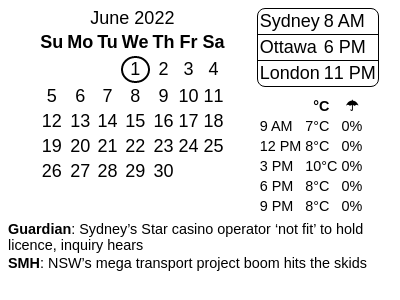 June 2022
Su Mo Tu We Th Fr Sa
1 2 3 4
5 6 7 8 9 10 11
12 13 14 15 16 17 18
19 20 21 22 23 24 25
26 27 28 29 30
Sydney 8 AM
Ottawa 6 PM
London 11 PM
°C ☂
9 AM 7°C 0%
12 PM 8°C 0%
3 PM 10°C 0%
6 PM 8°C 0%
9 PM 8°C 0%
Guardian: Sydney’s Star casino operator ‘not fit’ to hold
licence, inquiry hears
SMH: NSW’s mega transport project boom hits the skids